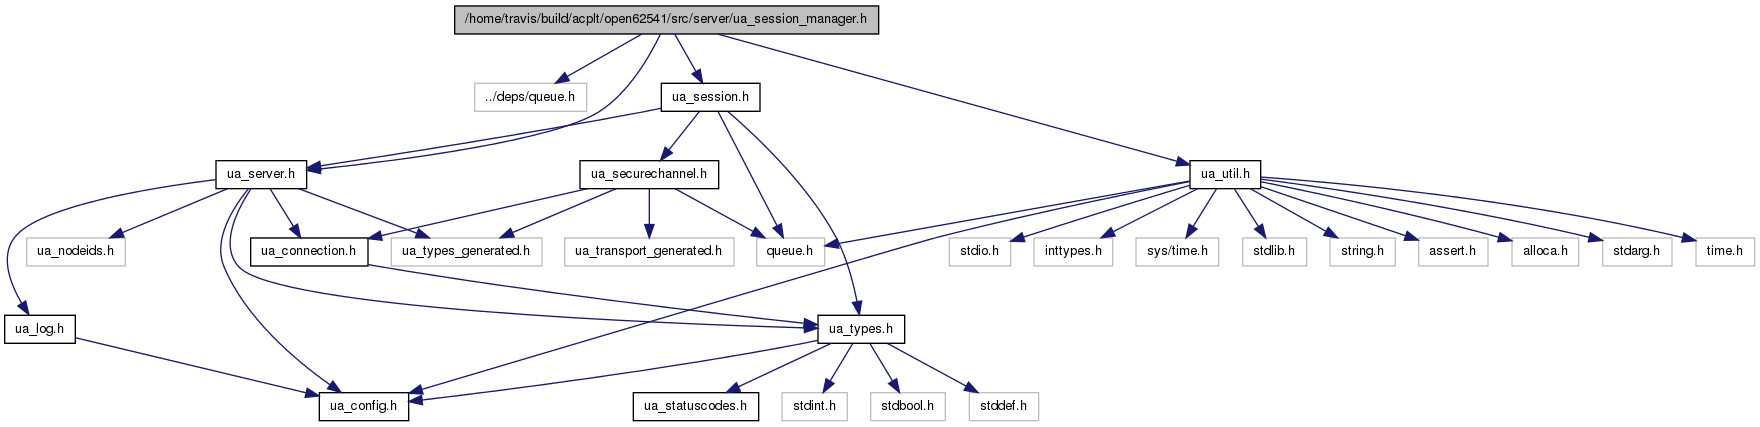 /home/travis/build/acplt/open62541/src/server/ua_session_manager.h
../deps/queue.h
ua_session.h
ua_server.h
ua_securechannel.h
ua_util.h
ua_nodeids.h
ua_connection.h
ua_types_generated.h
ua_transport_generated.h
queue.h
stdio.h
inttypes.h
sys/time.h
stdlib.h
string.h
assert.h
alloca.h
stdarg.h
time.h
ua_log.h
ua_types.h
ua_config.h
ua_statuscodes.h
stdint.h
stdbool.h
stddef.h